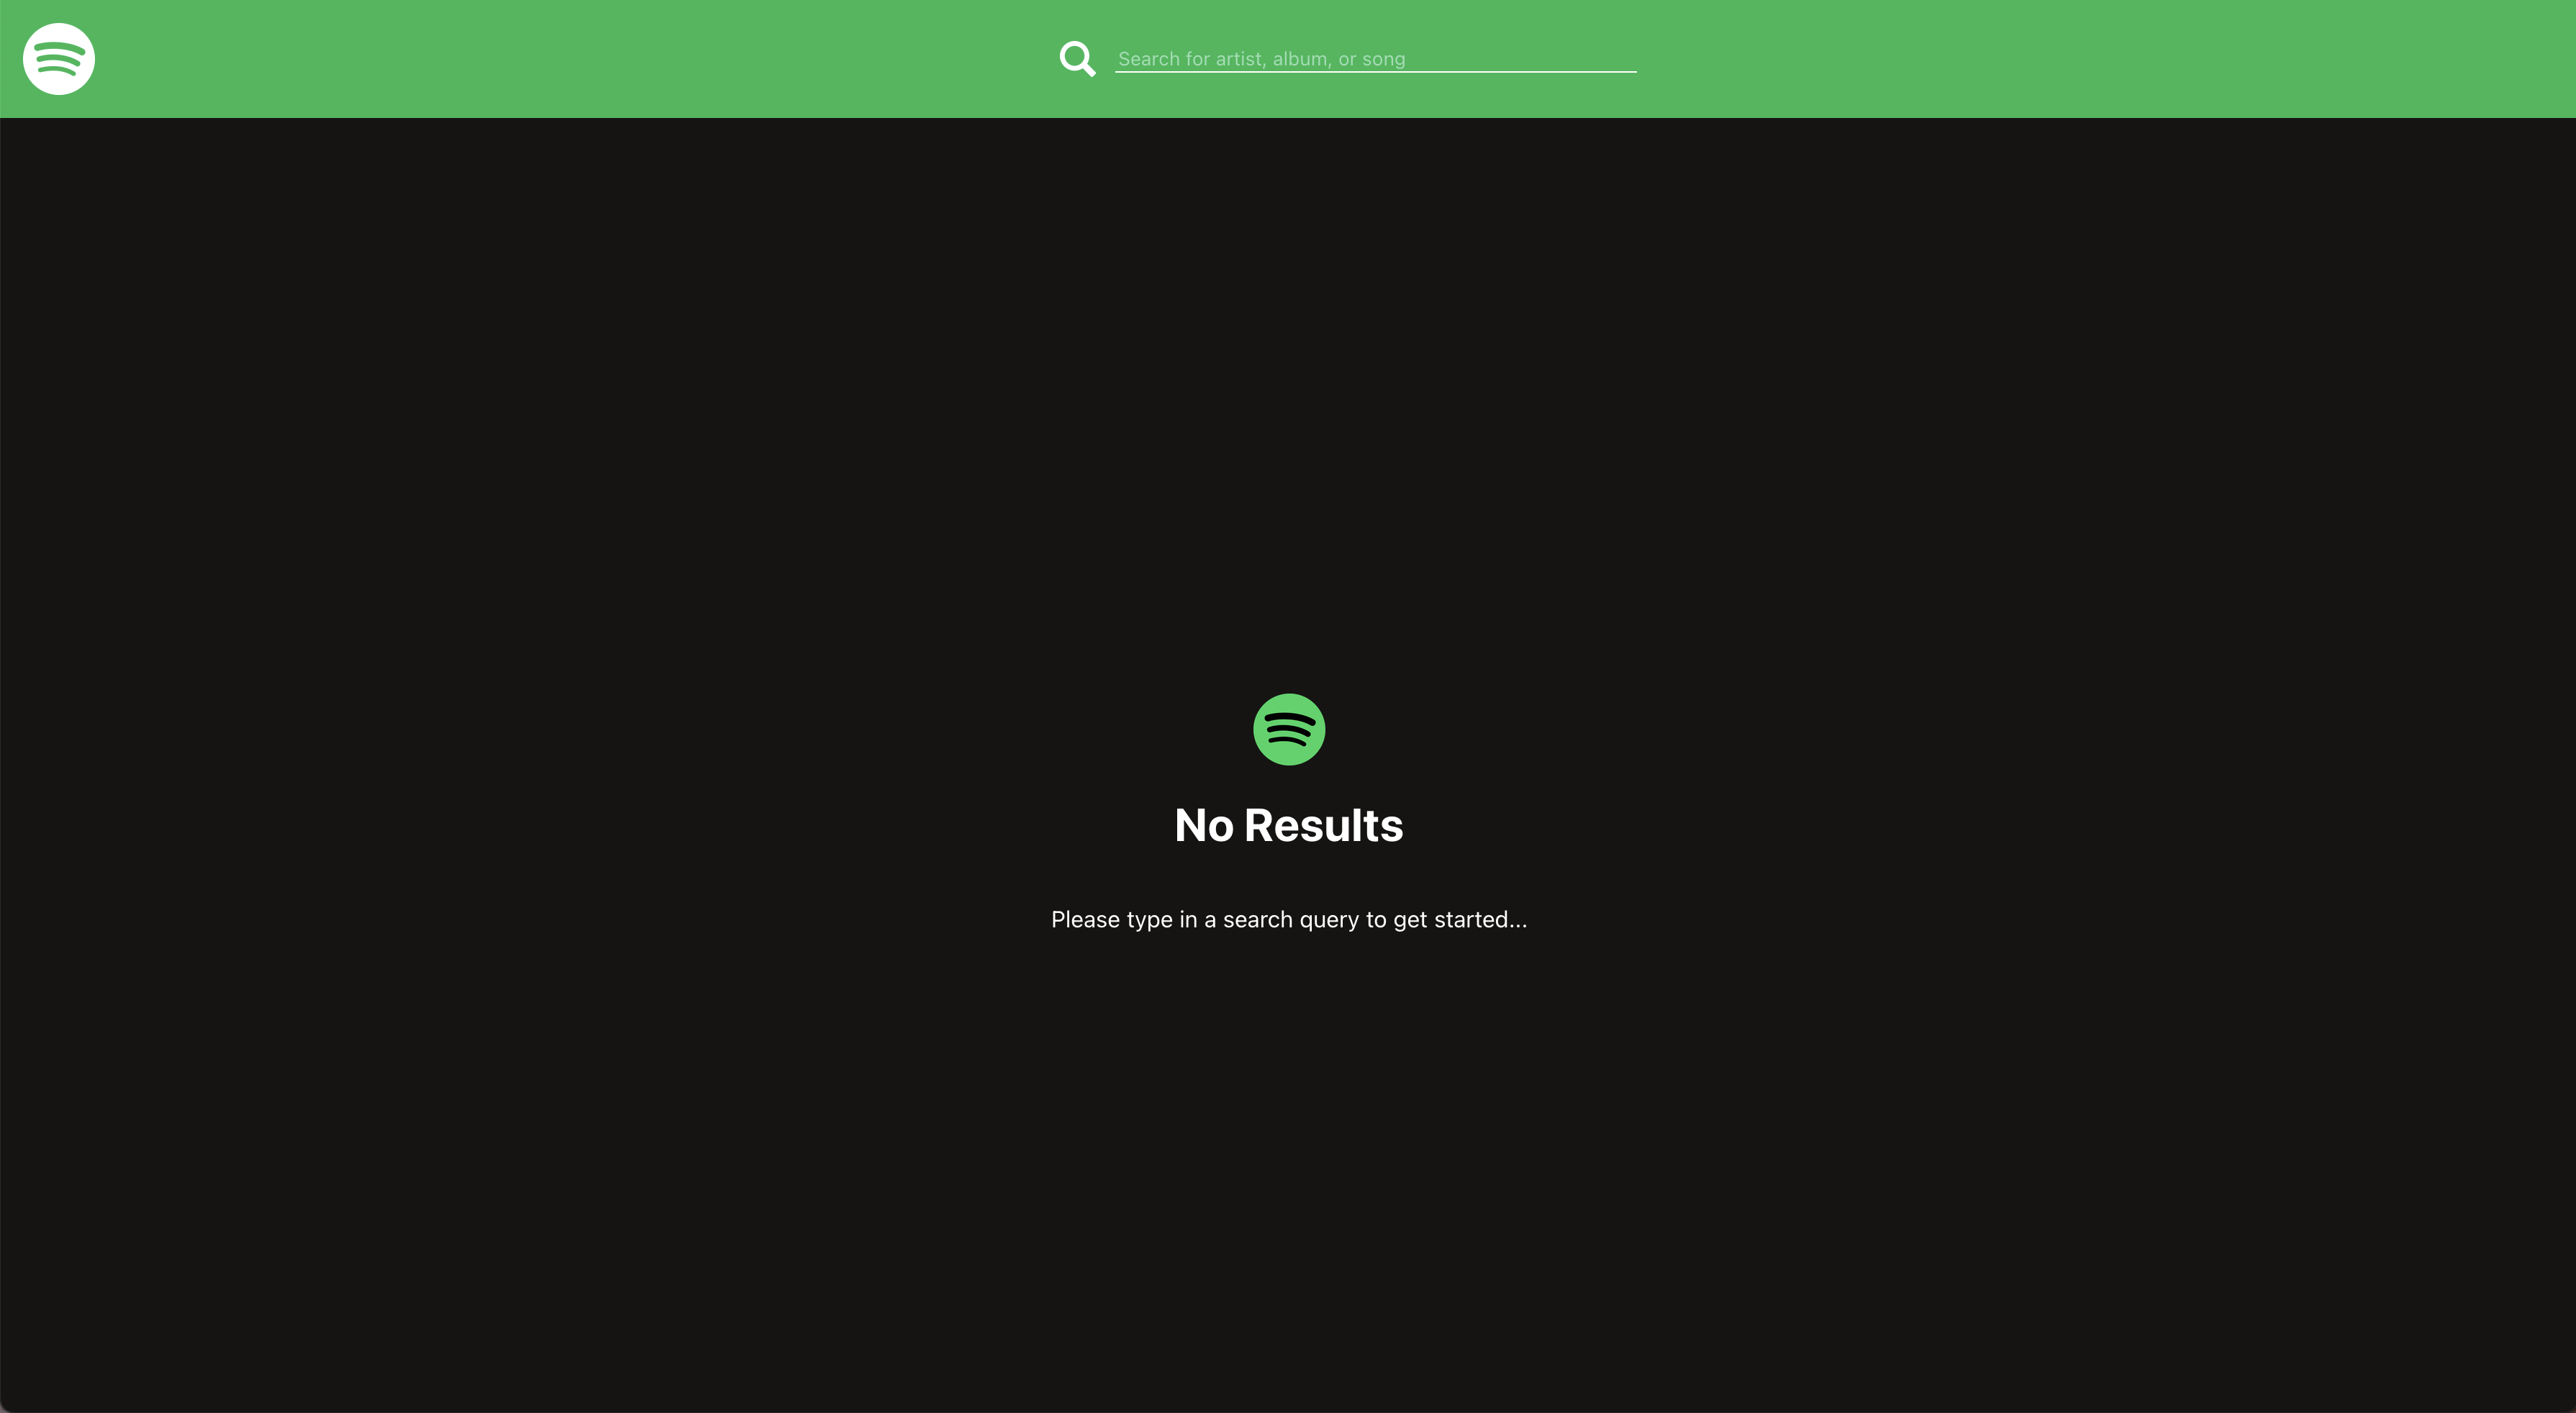 Search for artist, album, or song
No Results
Please type in a search query to get started...